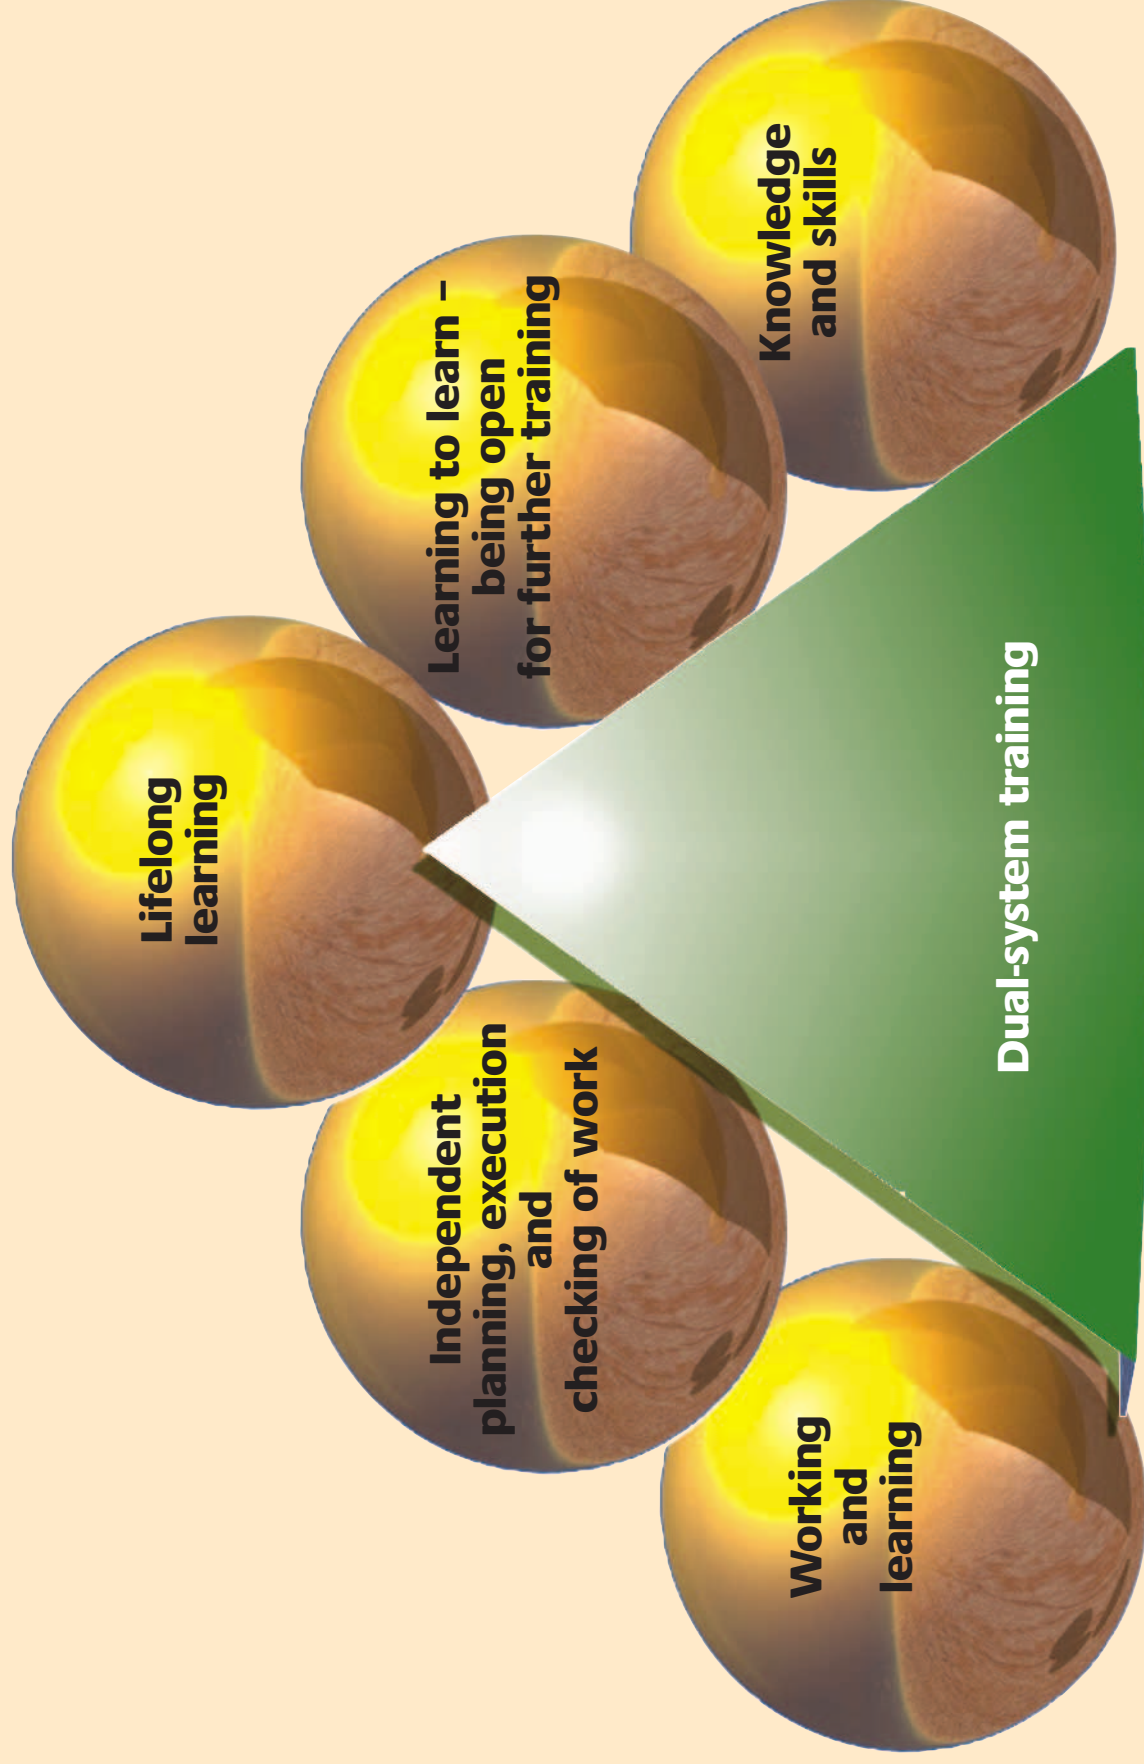 Lifelong
learning
Independent
planning, execution
and
checking of work
Learning to learn –
being open
for further training
Working
and
learning
Knowledge
and skills
Dual-system training